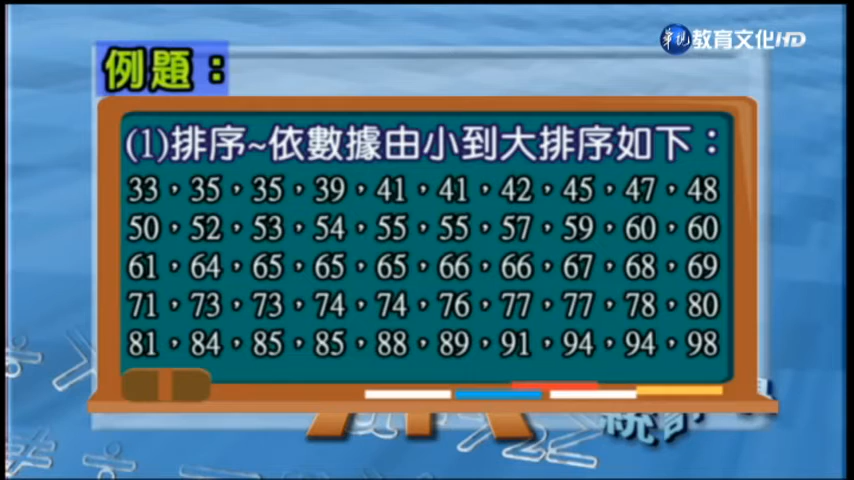 華視 教育文化HD
例題：
(1)排序~依數據由小到大排序如下：
33，35，35，39，41，41，42，45，47，48
50，52，53，54，55，55，57，59，60，60
61，64，65，65，65，66，66，67，68，69
71，73，73，74，74，76，77，77，78，80
81，84，85，85，88，89，91，94，94，98